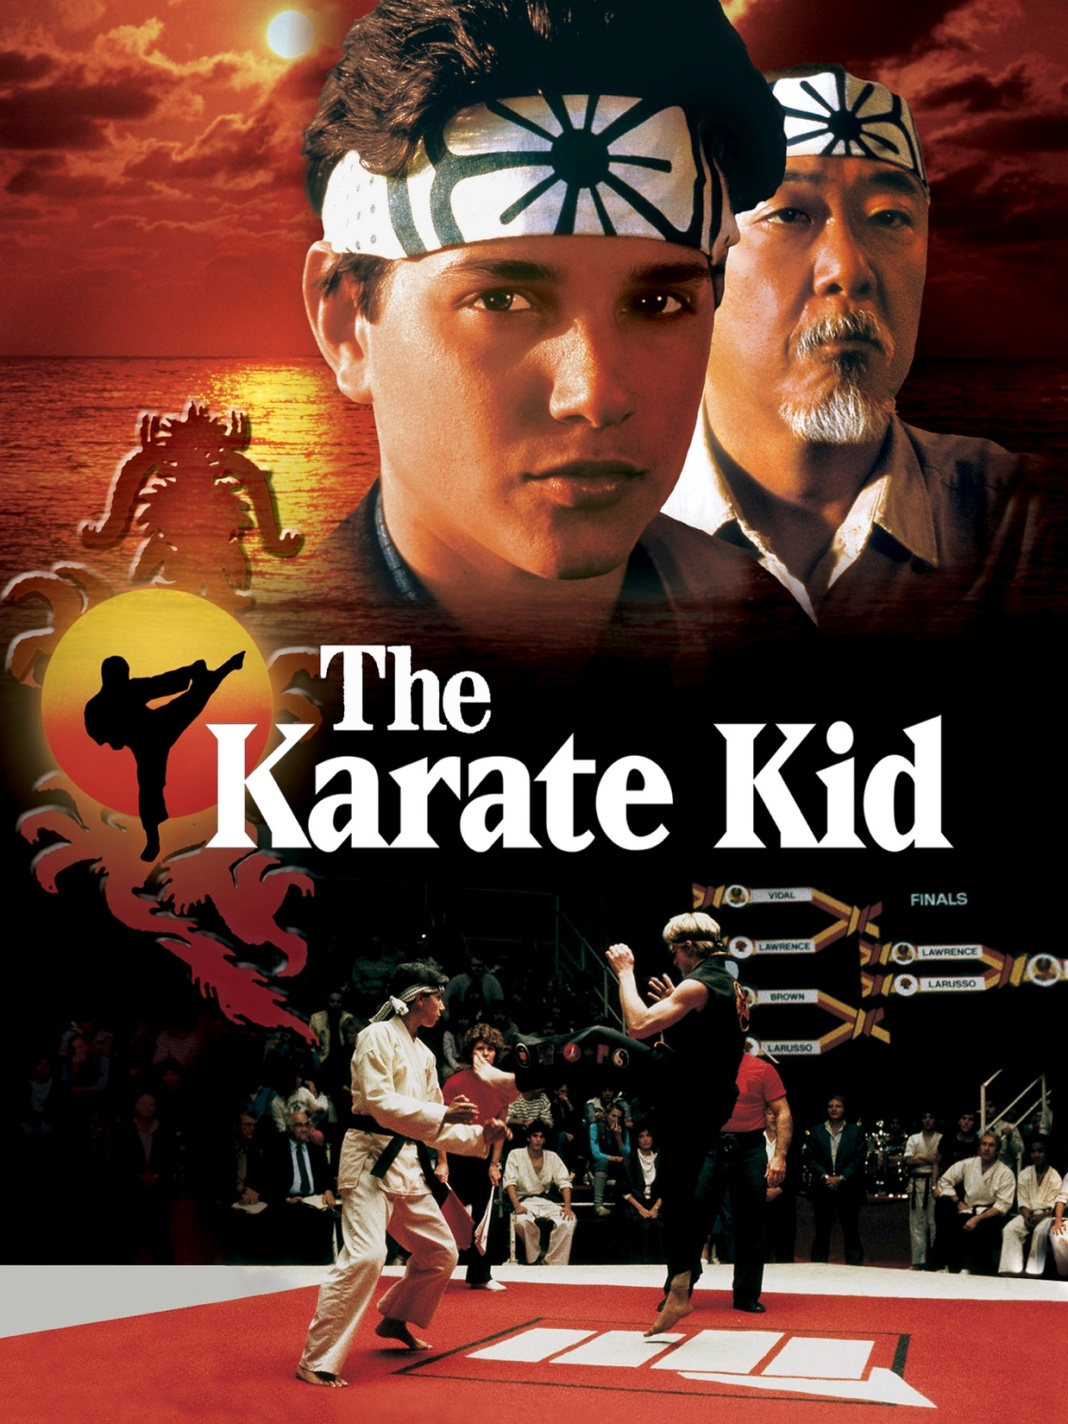 The
Karate Kid
VIDAL
FINALS
LAWRENCE
LAWRENCE
LARUSSO
BROWN
LARUSSO